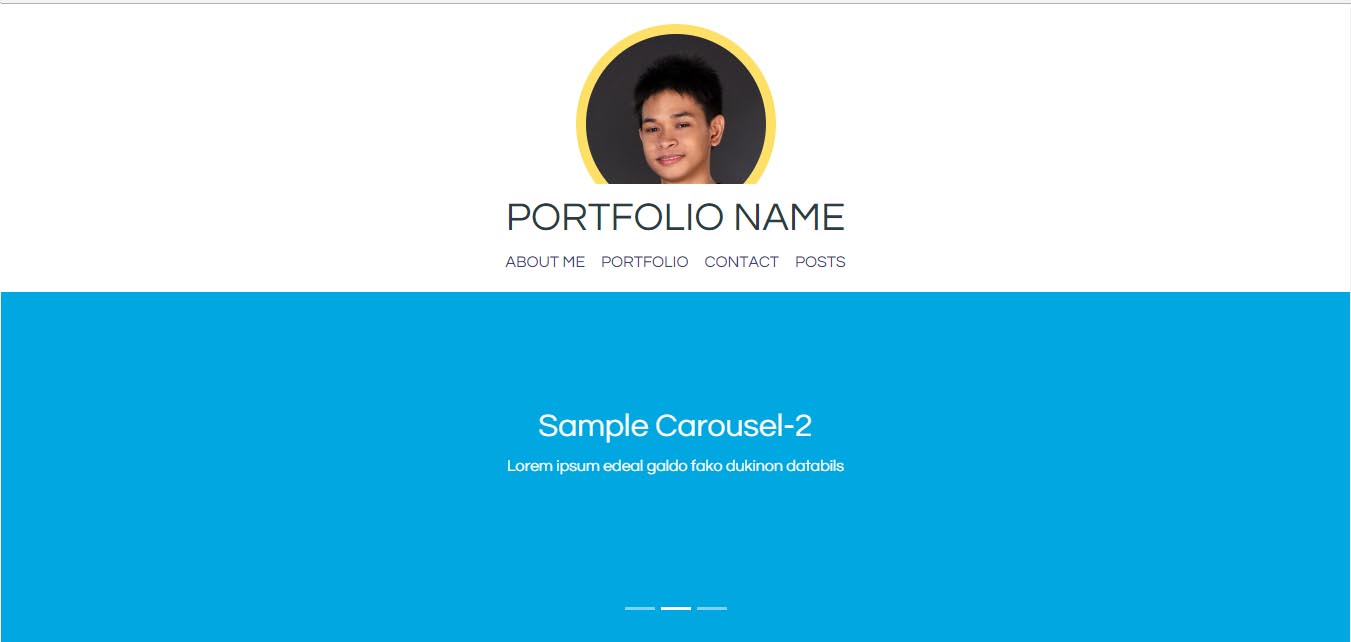 PORTFOLIO NAME
ABOUT ME PORTFOLIO CONTACT POSTS
Sample Carousel-2
Lorem ipsum edeal galdo fako dukinon databils